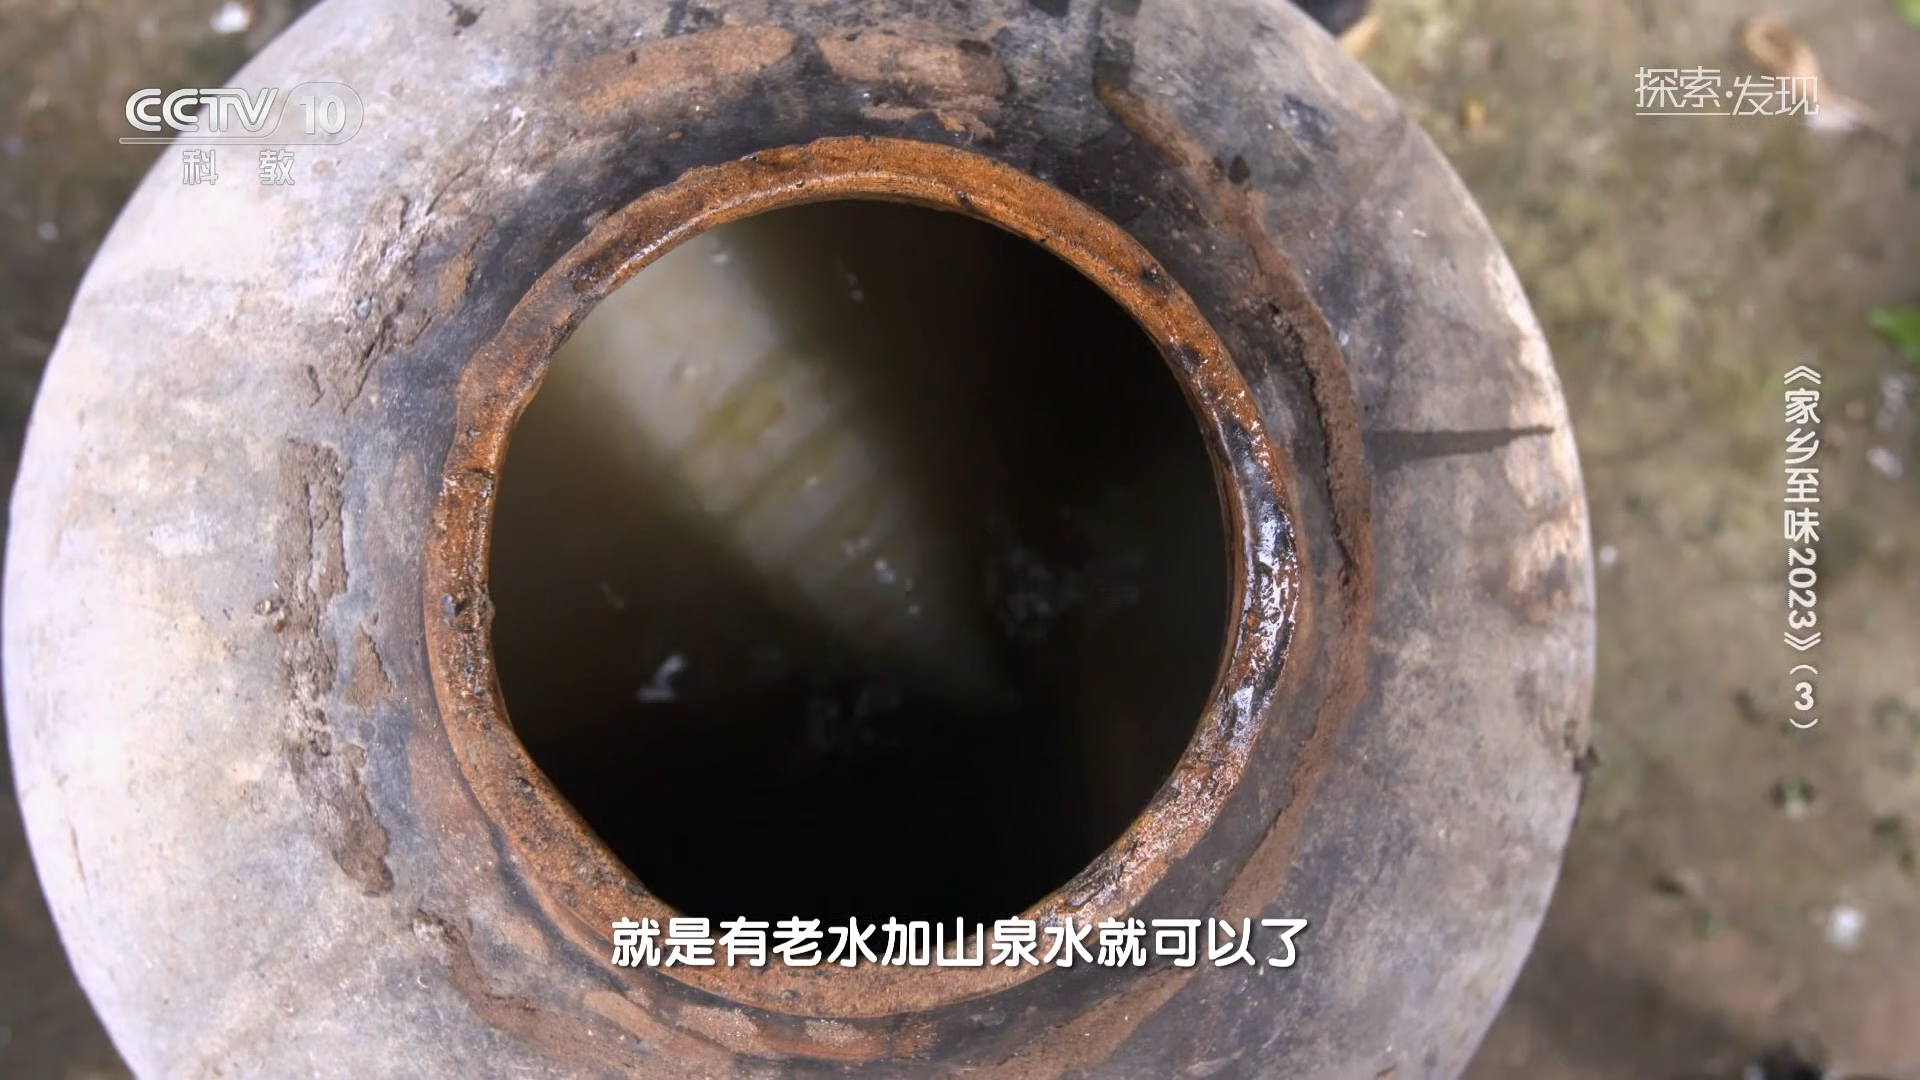 CCTV 10
科 教
探索·发现
《家乡至味2023》（3）
就是有老水加山泉水就可以了